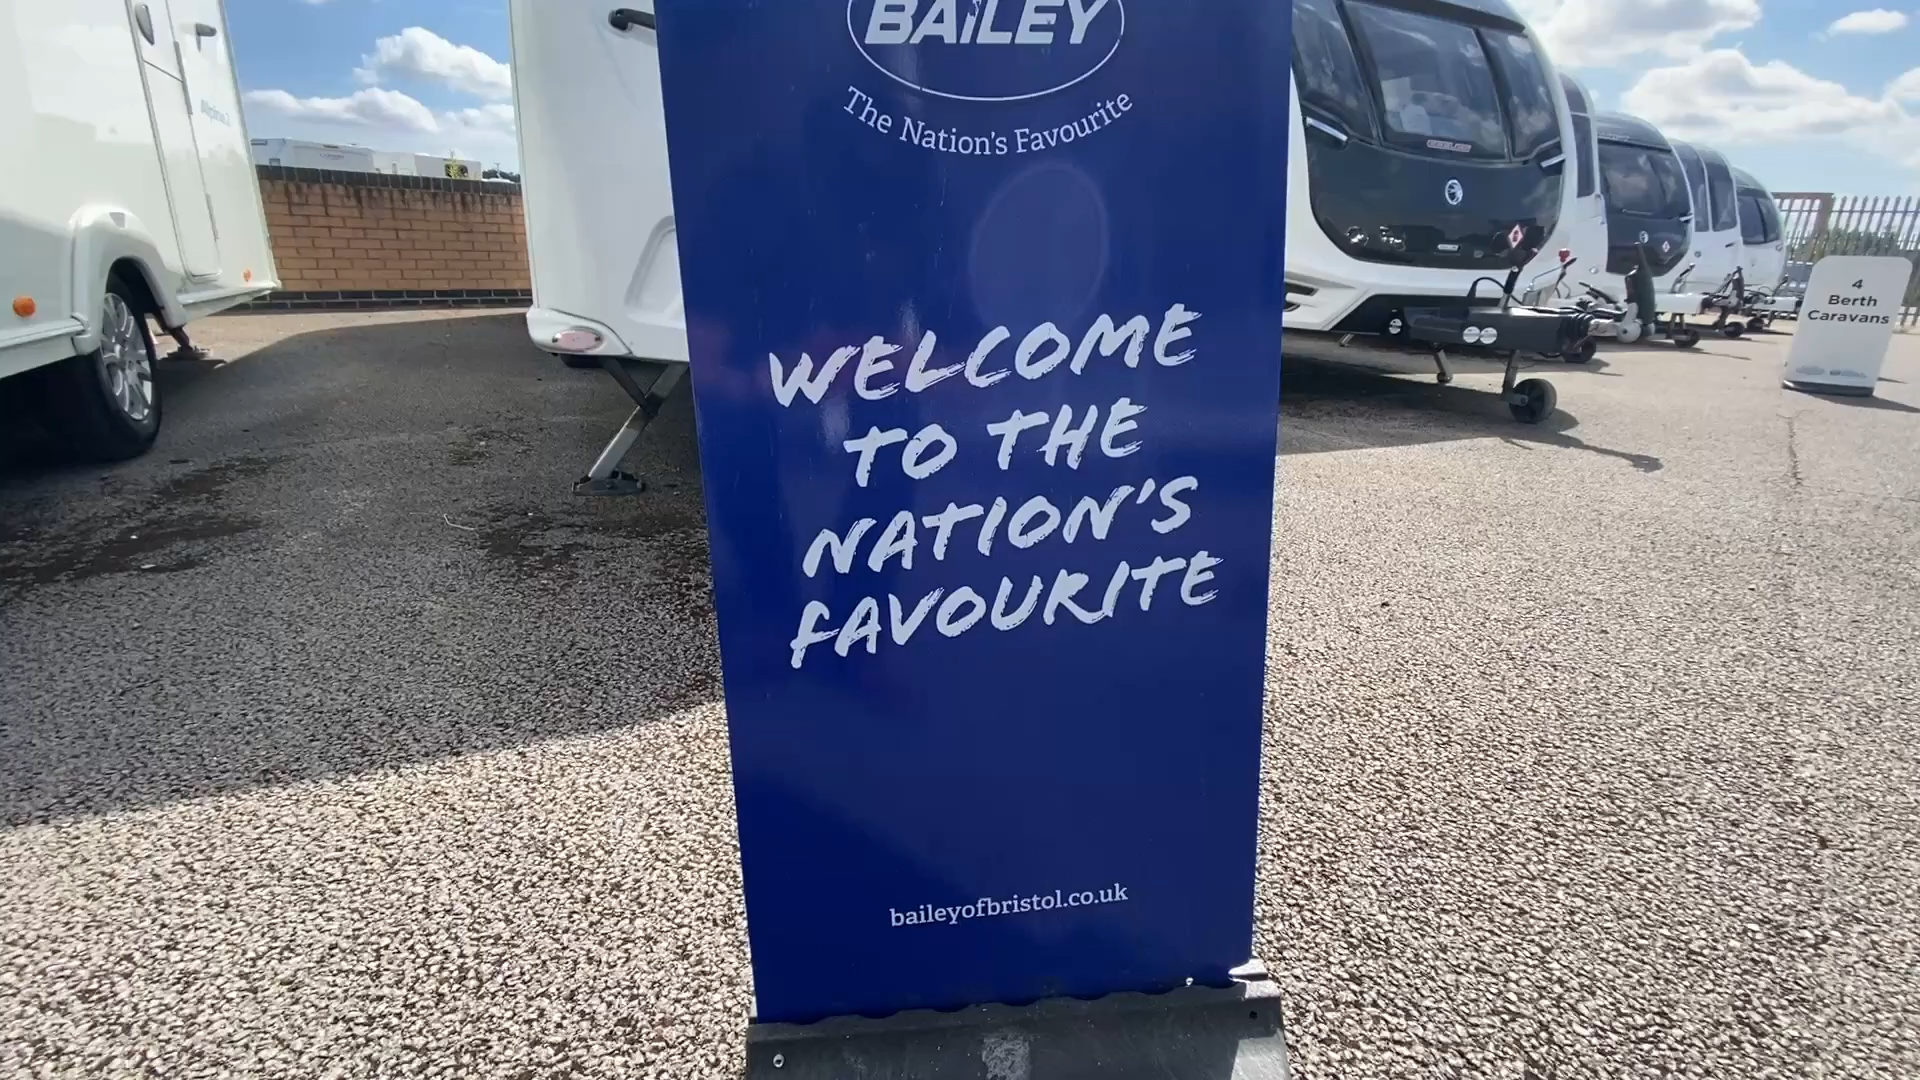 BAILEY
The Nation's Favourite
WELCOME
TO THE
NATION'S
FAVOURITE
baileyofbristol.co.uk
4
Berth
Caravans